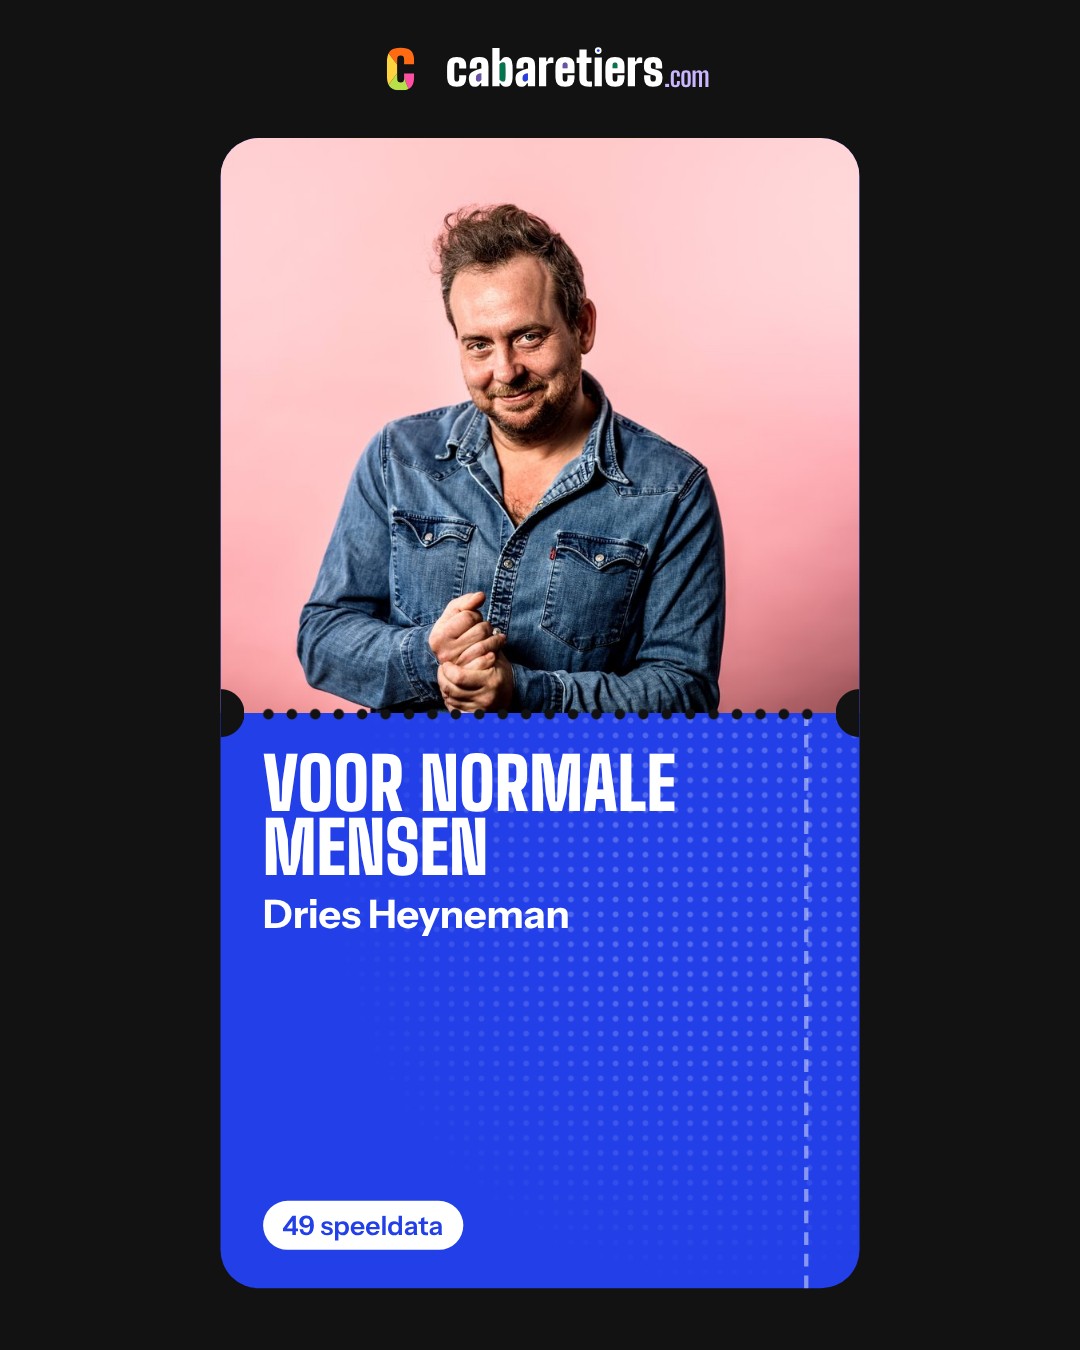 cabaretiers.com
VOOR NORMALE
MENSEN
Dries Heyneman
49 speeldata